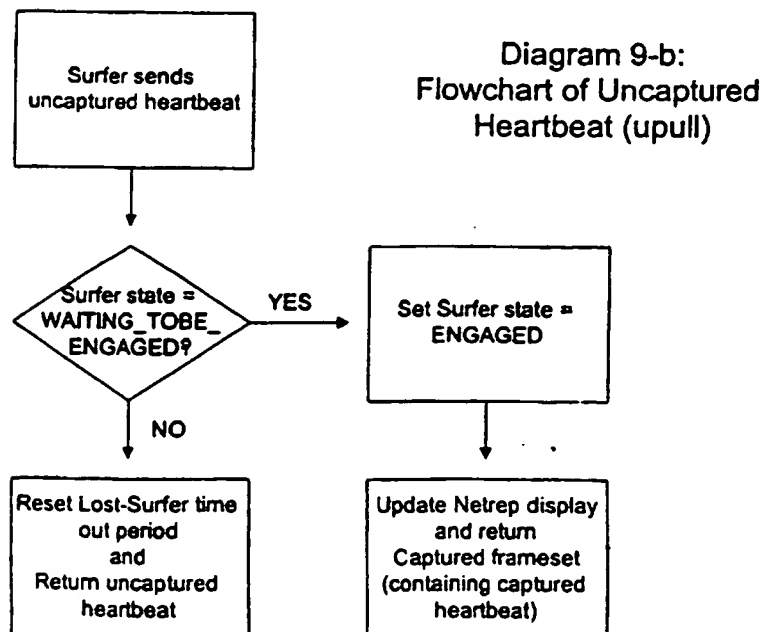 Diagram 9-b:
Flowchart of Uncaptured
Heartbeat (upull)
Surfer sends
uncaptured heartbeat
Surfer state =
WAITING_TOBE_
ENGAGED?
YES
Set Surfer state =
ENGAGED
NO
Reset Lost-Surfer time
out period
and
Return uncaptured
heartbeat
Update Netrep display
and return
Captured frameset
(containing captured
heartbeat)